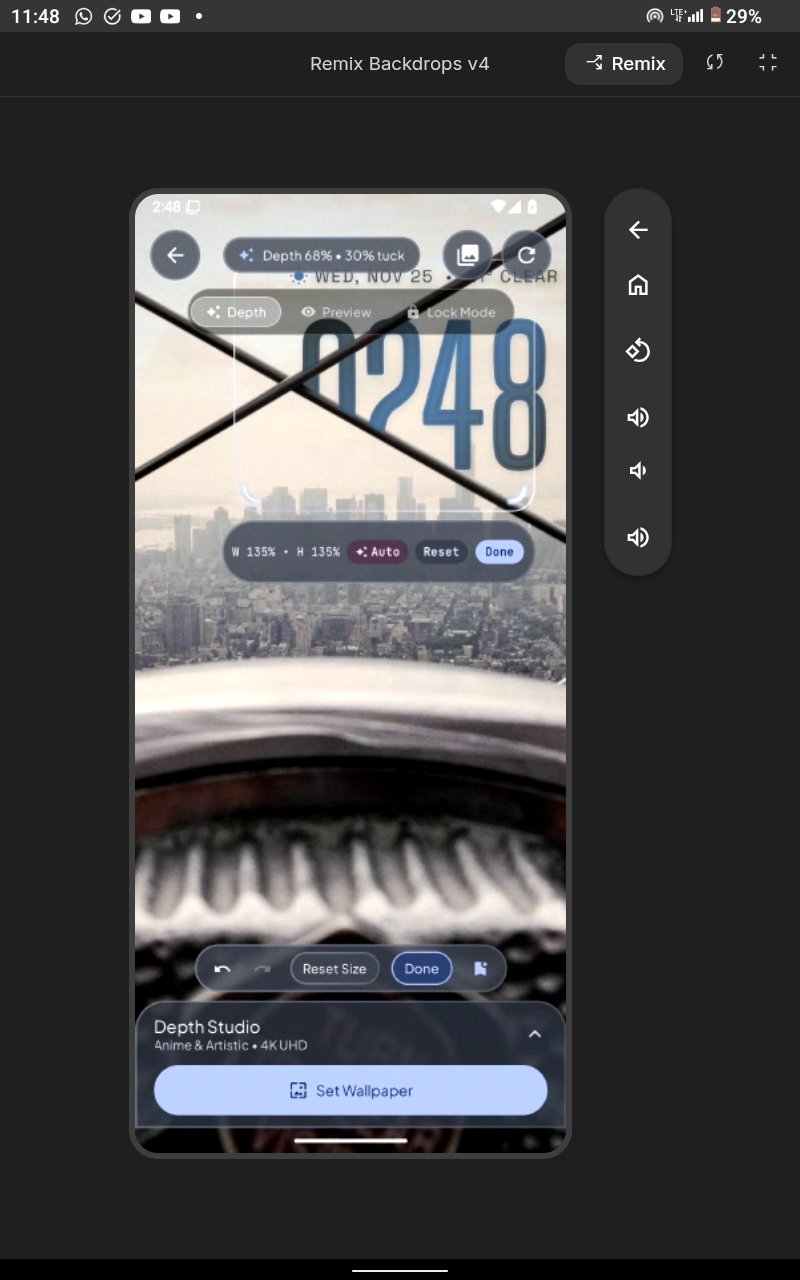 11:48
LTE+ 29%
Remix Backdrops v4
Remix
2:48
Depth 68% • 30% tuck
WED, NOV 25 • CLEAR
Depth
Preview
Lock Mode
0248
W 135% • H 135%
Auto
Reset
Done
Reset Size
Done
Depth Studio
Anime & Artistic • 4K UHD
Set Wallpaper